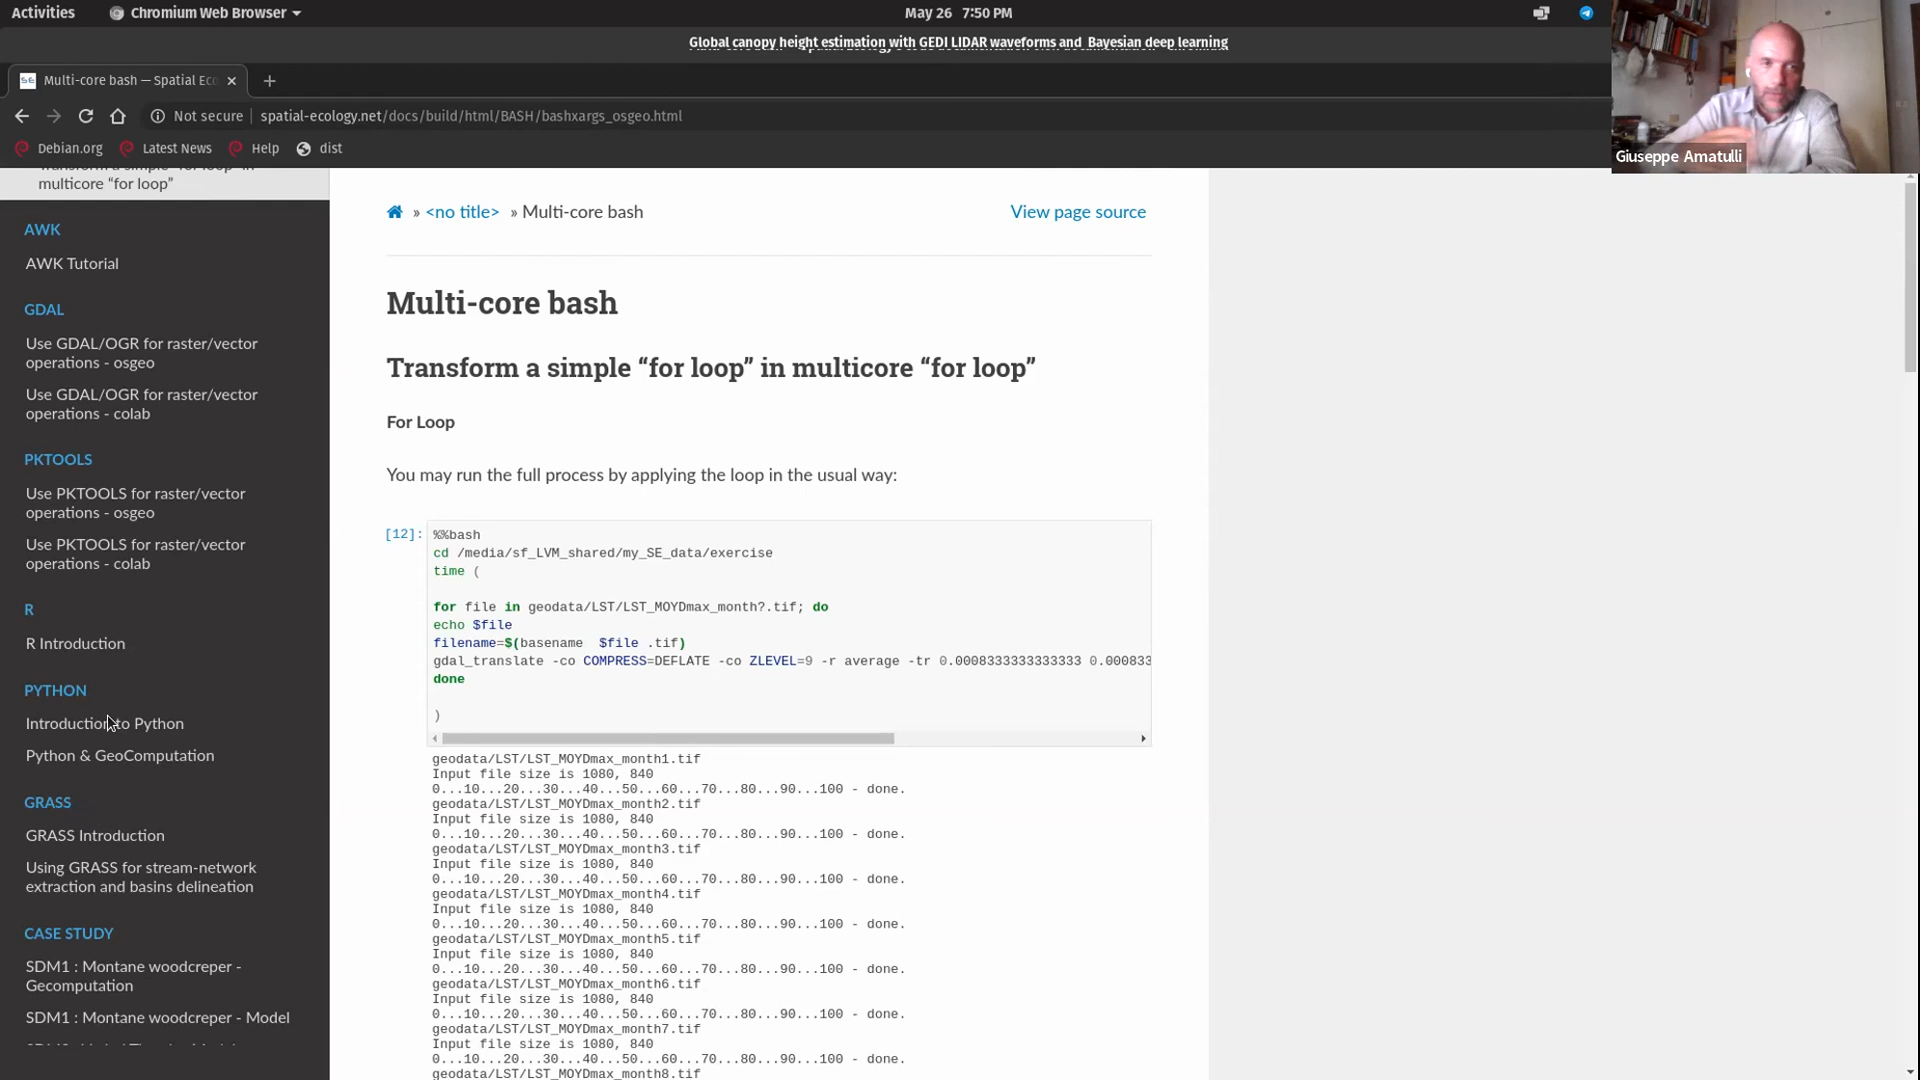 Activities
Chromium Web Browser
May 26 7:50 PM
Global canopy height estimation with GEDI LIDAR waveforms and Bayesian deep learning
Multi-core bash — Spatial Ec
Not secure
spatial-ecology.net/docs/build/html/BASH/bashxargs_osgeo.html
Debian.org
Latest News
Help
dist
Giuseppe Amatulli
multicore “for loop”
AWK
AWK Tutorial
GDAL
Use GDAL/OGR for raster/vector
operations - osgeo
Use GDAL/OGR for raster/vector
operations - colab
PKTOOLS
Use PKTOOLS for raster/vector
operations - osgeo
Use PKTOOLS for raster/vector
operations - colab
R
R Introduction
PYTHON
Introduction to Python
Python & GeoComputation
GRASS
GRASS Introduction
Using GRASS for stream-network
extraction and basins delineation
CASE STUDY
SDM1 : Montane woodcreper -
Gecomputation
SDM1 : Montane woodcreper - Model
» <no title> » Multi-core bash
View page source
Multi-core bash
Transform a simple “for loop” in multicore “for loop”
For Loop
You may run the full process by applying the loop in the usual way:
[12]:
%%bash
cd /media/sf_LVM_shared/my_SE_data/exercise
time (
for file in geodata/LST/LST_MOYDmax_month?.tif; do
echo $file
filename=$(basename $file .tif)
gdal_translate -co COMPRESS=DEFLATE -co ZLEVEL=9 -r average -tr 0.0008333333333333 0.000833
done
)
geodata/LST/LST_MOYDmax_month1.tif
Input file size is 1080, 840
0...10...20...30...40...50...60...70...80...90...100 - done.
geodata/LST/LST_MOYDmax_month2.tif
Input file size is 1080, 840
0...10...20...30...40...50...60...70...80...90...100 - done.
geodata/LST/LST_MOYDmax_month3.tif
Input file size is 1080, 840
0...10...20...30...40...50...60...70...80...90...100 - done.
geodata/LST/LST_MOYDmax_month4.tif
Input file size is 1080, 840
0...10...20...30...40...50...60...70...80...90...100 - done.
geodata/LST/LST_MOYDmax_month5.tif
Input file size is 1080, 840
0...10...20...30...40...50...60...70...80...90...100 - done.
geodata/LST/LST_MOYDmax_month6.tif
Input file size is 1080, 840
0...10...20...30...40...50...60...70...80...90...100 - done.
geodata/LST/LST_MOYDmax_month7.tif
Input file size is 1080, 840
0...10...20...30...40...50...60...70...80...90...100 - done.
geodata/LST/LST_MOYDmax_month8.tif